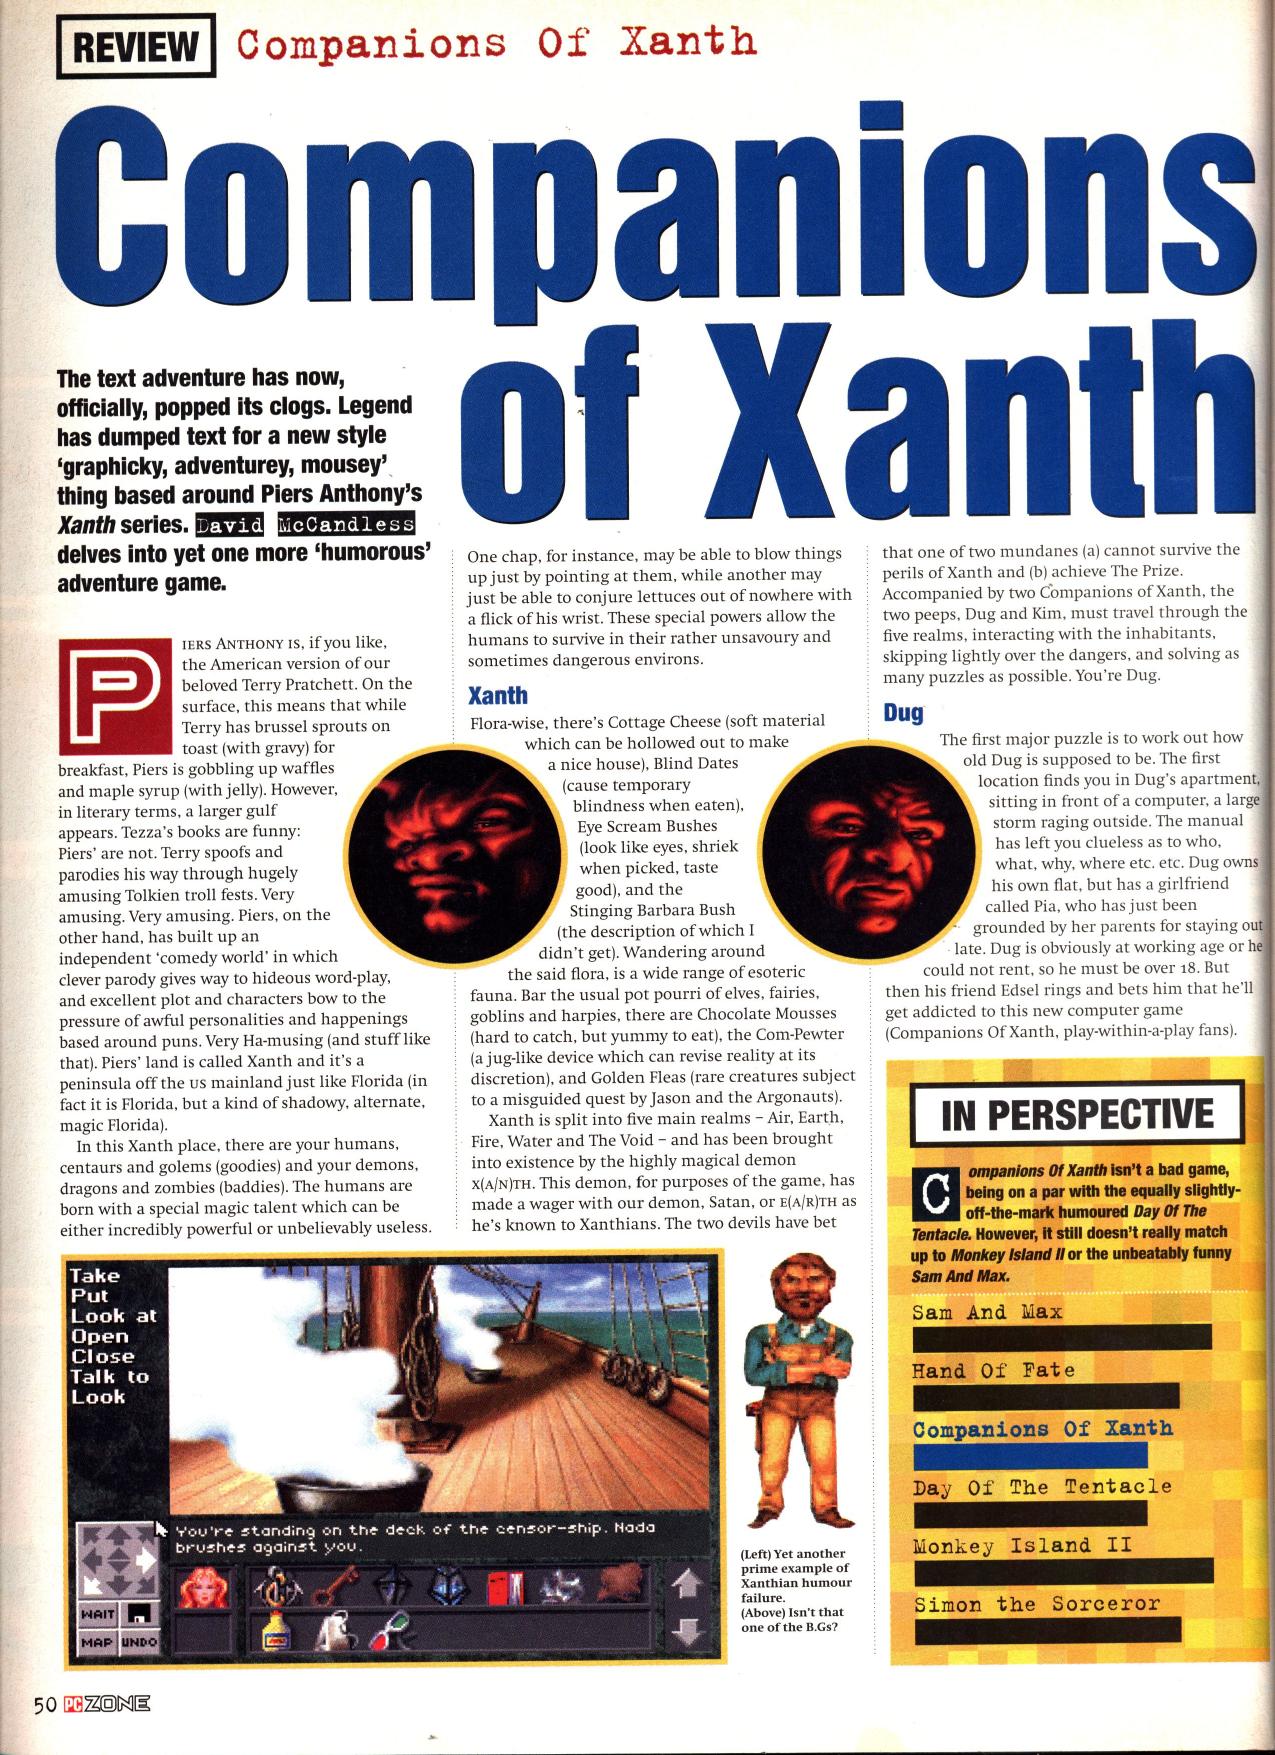 REVIEW Companions Of Xanth
Companions
of Xanth
The text adventure has now,
officially, popped its clogs. Legend
has dumped text for a new style
‘graphicky, adventurey, mousey’
thing based around Piers Anthony’s
Xanth series. David McCandless
delves into yet one more ‘humorous’
adventure game.
PIERS ANTHONY IS, if you like,
the American version of our
beloved Terry Pratchett. On the
surface, this means that while
Terry has brussel sprouts on
toast (with gravy) for
breakfast, Piers is gobbling up waffles
and maple syrup (with jelly). However,
in literary terms, a larger gulf
appears. Tezza’s books are funny:
Piers’ are not. Terry spoofs and
parodies his way through hugely
amusing Tolkien troll fests. Very
amusing. Very amusing. Piers, on the
other hand, has built up an
independent ‘comedy world’ in which
clever parody gives way to hideous word-play,
and excellent plot and characters bow to the
pressure of awful personalities and happenings
based around puns. Very Ha-musing (and stuff like
that). Piers’ land is called Xanth and it’s a
peninsula off the US mainland just like Florida (in
fact it is Florida, but a kind of shadowy, alternate,
magic Florida).
In this Xanth place, there are your humans,
centaurs and golems (goodies) and your demons,
dragons and zombies (baddies). The humans are
born with a special magic talent which can be
either incredibly powerful or unbelievably useless.
One chap, for instance, may be able to blow things
up just by pointing at them, while another may
just be able to conjure lettuces out of nowhere with
a flick of his wrist. These special powers allow the
humans to survive in their rather unsavoury and
sometimes dangerous environs.
Xanth
Flora-wise, there’s Cottage Cheese (soft material
which can be hollowed out to make
a nice house), Blind Dates
(cause temporary
blindness when eaten),
Eye Scream Bushes
(look like eyes, shriek
when picked, taste
good), and the
Stinging Barbara Bush
(the description of which I
didn’t get). Wandering around
the said flora, is a wide range of esoteric
fauna. Bar the usual pot pourri of elves, fairies,
goblins and harpies, there are Chocolate Mousses
(hard to catch, but yummy to eat), the Com-Pewter
(a jug-like device which can revise reality at its
discretion), and Golden Fleas (rare creatures subject
to a misguided quest by Jason and the Argonauts).
Xanth is split into five main realms – Air, Earth,
Fire, Water and The Void – and has been brought
into existence by the highly magical demon
X(A/N)TH. This demon, for purposes of the game, has
made a wager with our demon, Satan, or E(A/R)TH as
he’s known to Xanthians. The two devils have bet
that one of two mundanes (a) cannot survive the
perils of Xanth and (b) achieve The Prize.
Accompanied by two Companions of Xanth, the
two peeps, Dug and Kim, must travel through the
five realms, interacting with the inhabitants,
skipping lightly over the dangers, and solving as
many puzzles as possible. You’re Dug.
Dug
The first major puzzle is to work out how
old Dug is supposed to be. The first
location finds you in Dug’s apartment,
sitting in front of a computer, a large
storm raging outside. The manual
has left you clueless as to who,
what, why, where etc. etc. Dug owns
his own flat, but has a girlfriend
called Pia, who has just been
grounded by her parents for staying out
late. Dug is obviously at working age or he
could not rent, so he must be over 18. But
then his friend Edsel rings and bets him that he’ll
get addicted to this new computer game
(Companions Of Xanth, play-within-a-play fans).
IN PERSPECTIVE
Companions Of Xanth isn’t a bad game,
being on a par with the equally slightly-
off-the-mark humoured Day Of The
Tentacle. However, it still doesn’t really match
up to Monkey Island II or the unbeatably funny
Sam And Max.
Sam And Max
Hand Of Fate
Companions Of Xanth
Day Of The Tentacle
Monkey Island II
Simon the Sorceror
Take
Put
Look at
Open
Close
Talk to
Look
You're standing on the deck of the censor-ship. Nada
brushes against you.
WAIT
MAP UNDO
(Left) Yet another
prime example of
Xanthian humour
failure.
(Above) Isn’t that
one of the B.Gs?
50 PC ZONE